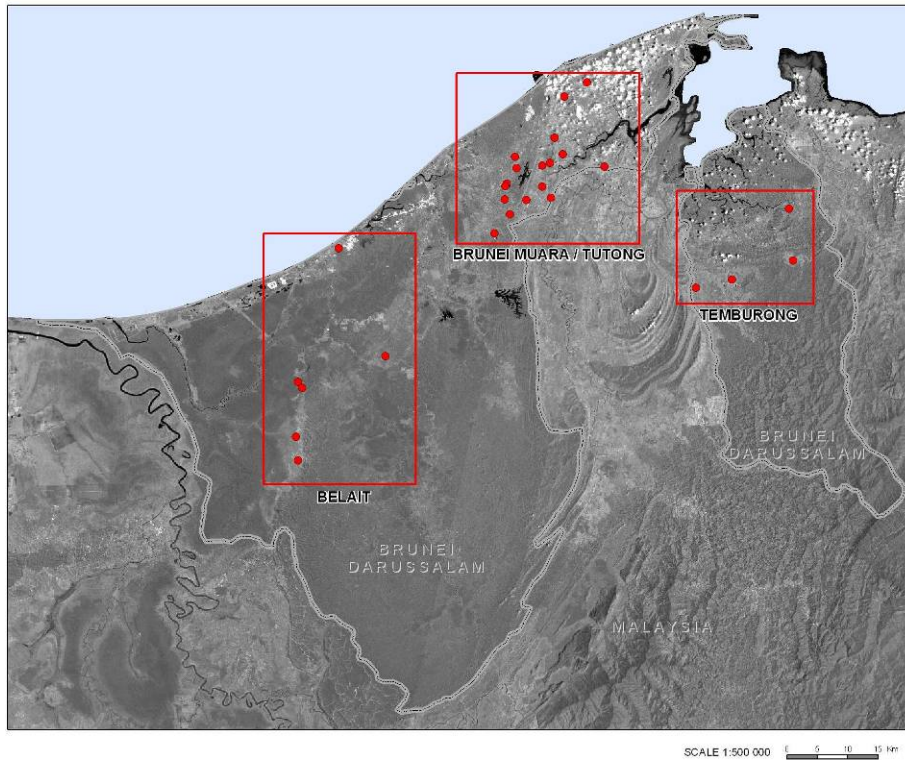 BRUNEI MUARA / TUTONG
TEMBURONG
BELAIT
BRUNEI
DARUSSALAM
BRUNEI
DARUSSALAM
MALAYSIA
SCALE 1:500 000
0 5 10 15 Km